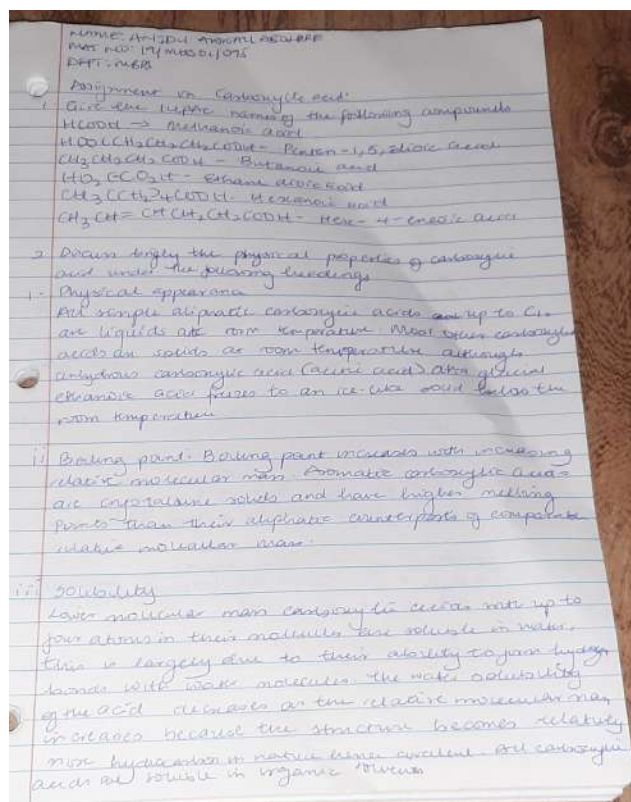 NAME: ANIZOLI ABIGAIL
MAT NO: 19/MHS01/095
DEPT: MBBS
Assignment on Carboxylic acid.
1 Give the IUPAC names of the following compounds
HCOOH → Methanoic acid
HOOCCH2CH2CH2COOH - Pentan-1,5,dioic acid
CH3CH2CH2COOH - Butanoic acid
HO2CCO2H - Ethane dioic acid
CH3(CH2)4COOH - Hexanoic acid
CH3CH=CHCH2CH2COOH - Hex-4-enoic acid
2 Discuss briefly the physical properties of carboxylic
acid under the following headings
i- Physical appearance
All simple aliphatic carboxylic acids up to C10
are liquids at room temperature. Most other carboxylic
acids are solids at room temperature although
anhydrous carboxylic acid (acetic acid) aka glacial
ethanoic acid freezes to an ice-like solid below the
room temperature
ii Boiling point. Boiling point increases with increasing
relative molecular mass. Aromatic carboxylic acids
are crystalline solids and have higher melting
points than their aliphatic counterparts of comparable
relative molecular mass.
iii Solubility
Lower molecular mass carboxylic acids with up to
four atoms in their molecules are soluble in water,
this is largely due to their ability to form hydrogen
bonds with water molecules. The water solubility
of the acid decreases as the relative molecular mass
increases because the structure becomes relatively
more hydrocarbon in nature hence covalent. All carboxylic
acids are soluble in organic solvents